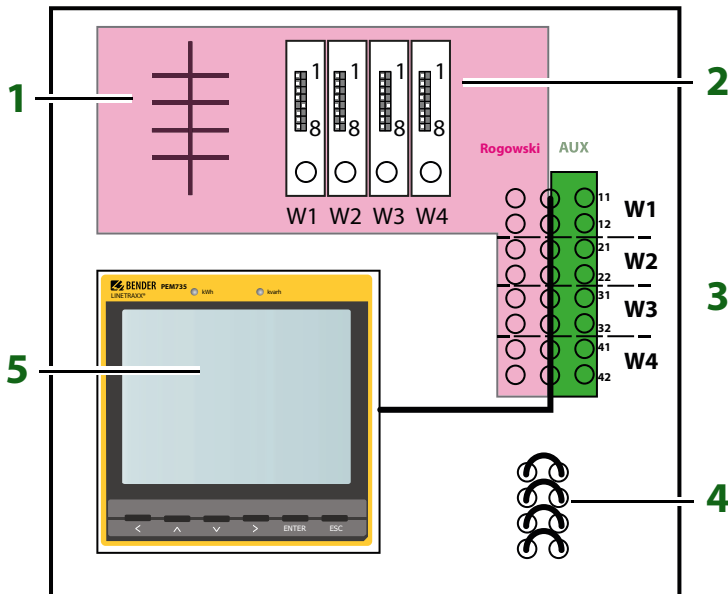 1
2
1 1 1 1
8 8 8 8
W1 W2 W3 W4
Rogowski AUX
11
12
W1
21
22
W2
31
32
W3
41
42
W4
3
BENDER PEM735
LINETRAXX®
kWh kvarh
5
< ∧ ∨ > ENTER ESC
4